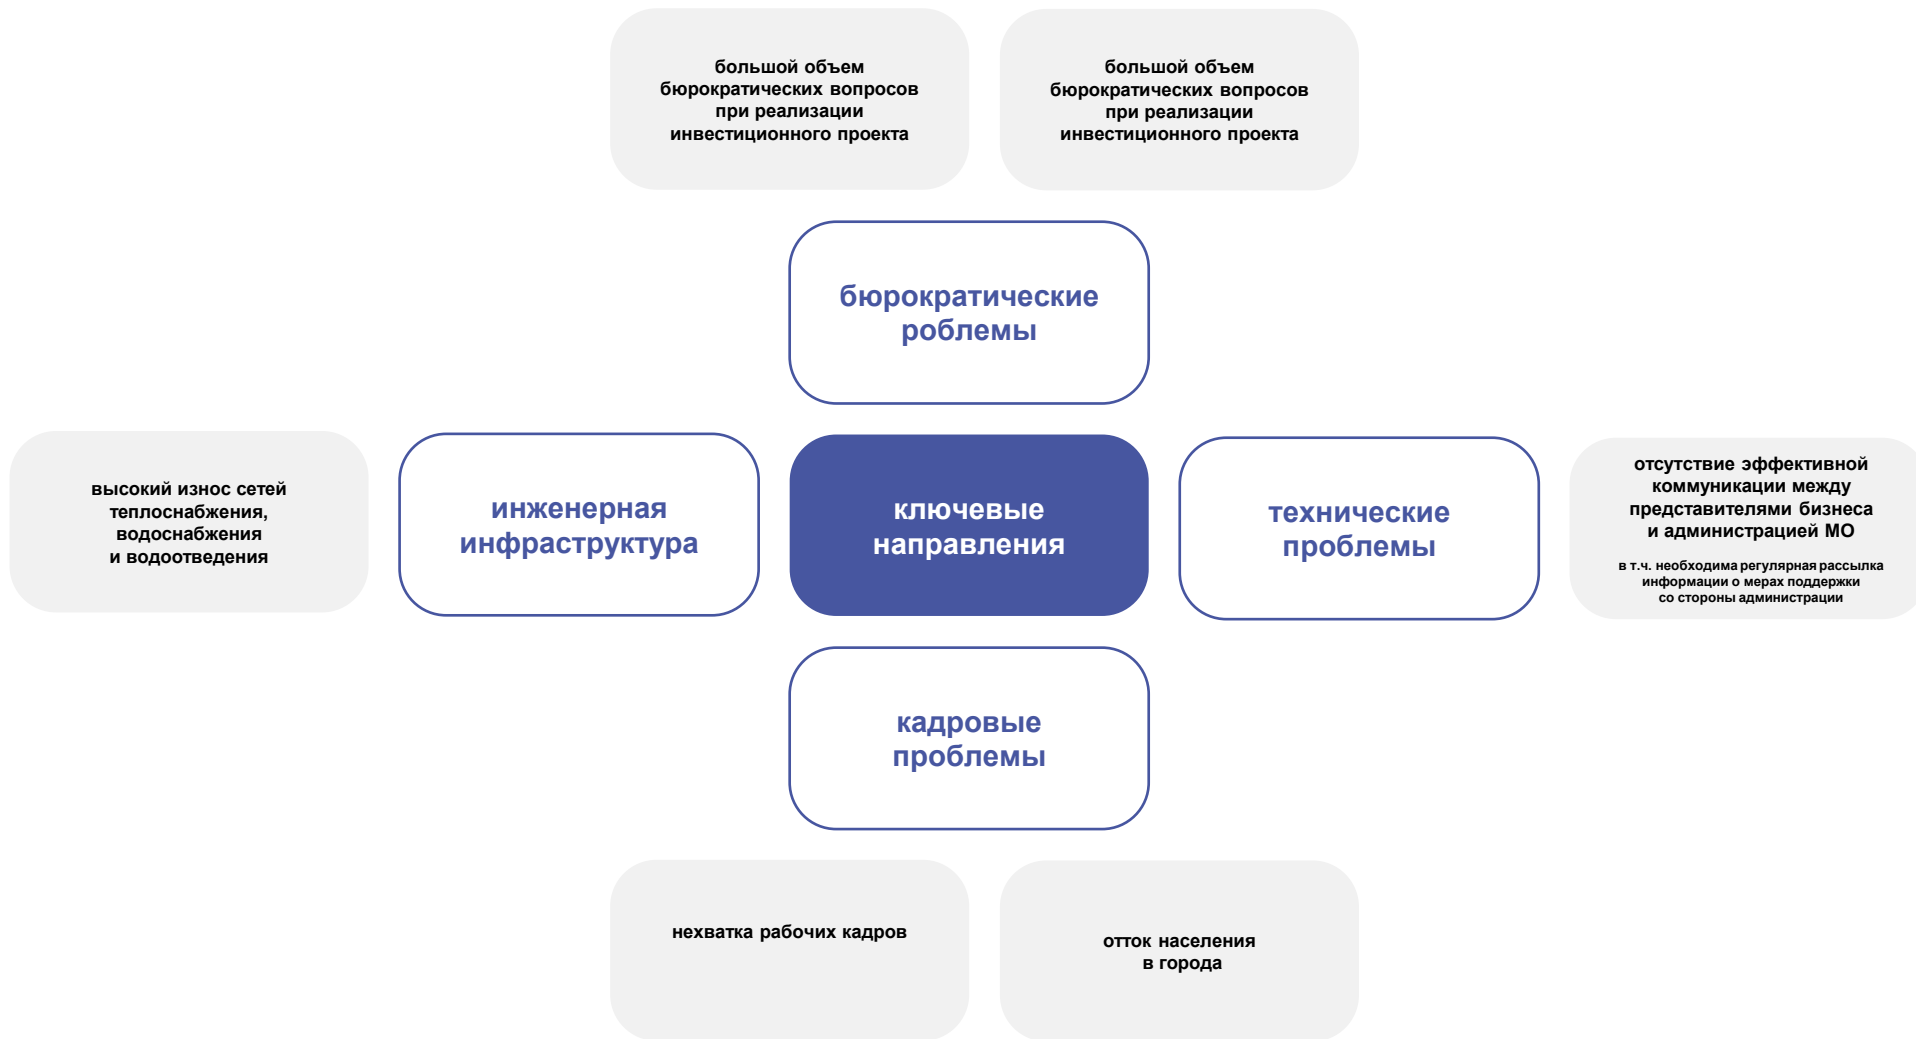 большой объем
бюрократических вопросов
при реализации
инвестиционного проекта
большой объем
бюрократических вопросов
при реализации
инвестиционного проекта
бюрократические
роблемы
высокий износ сетей
теплоснабжения,
водоснабжения
и водоотведения
инженерная
инфраструктура
ключевые
направления
технические
проблемы
отсутствие эффективной
коммуникации между
представителями бизнеса
и администрацией МО
в т.ч. необходима регулярная рассылка
информации о мерах поддержки
со стороны администрации
кадровые
проблемы
нехватка рабочих кадров
отток населения
в города